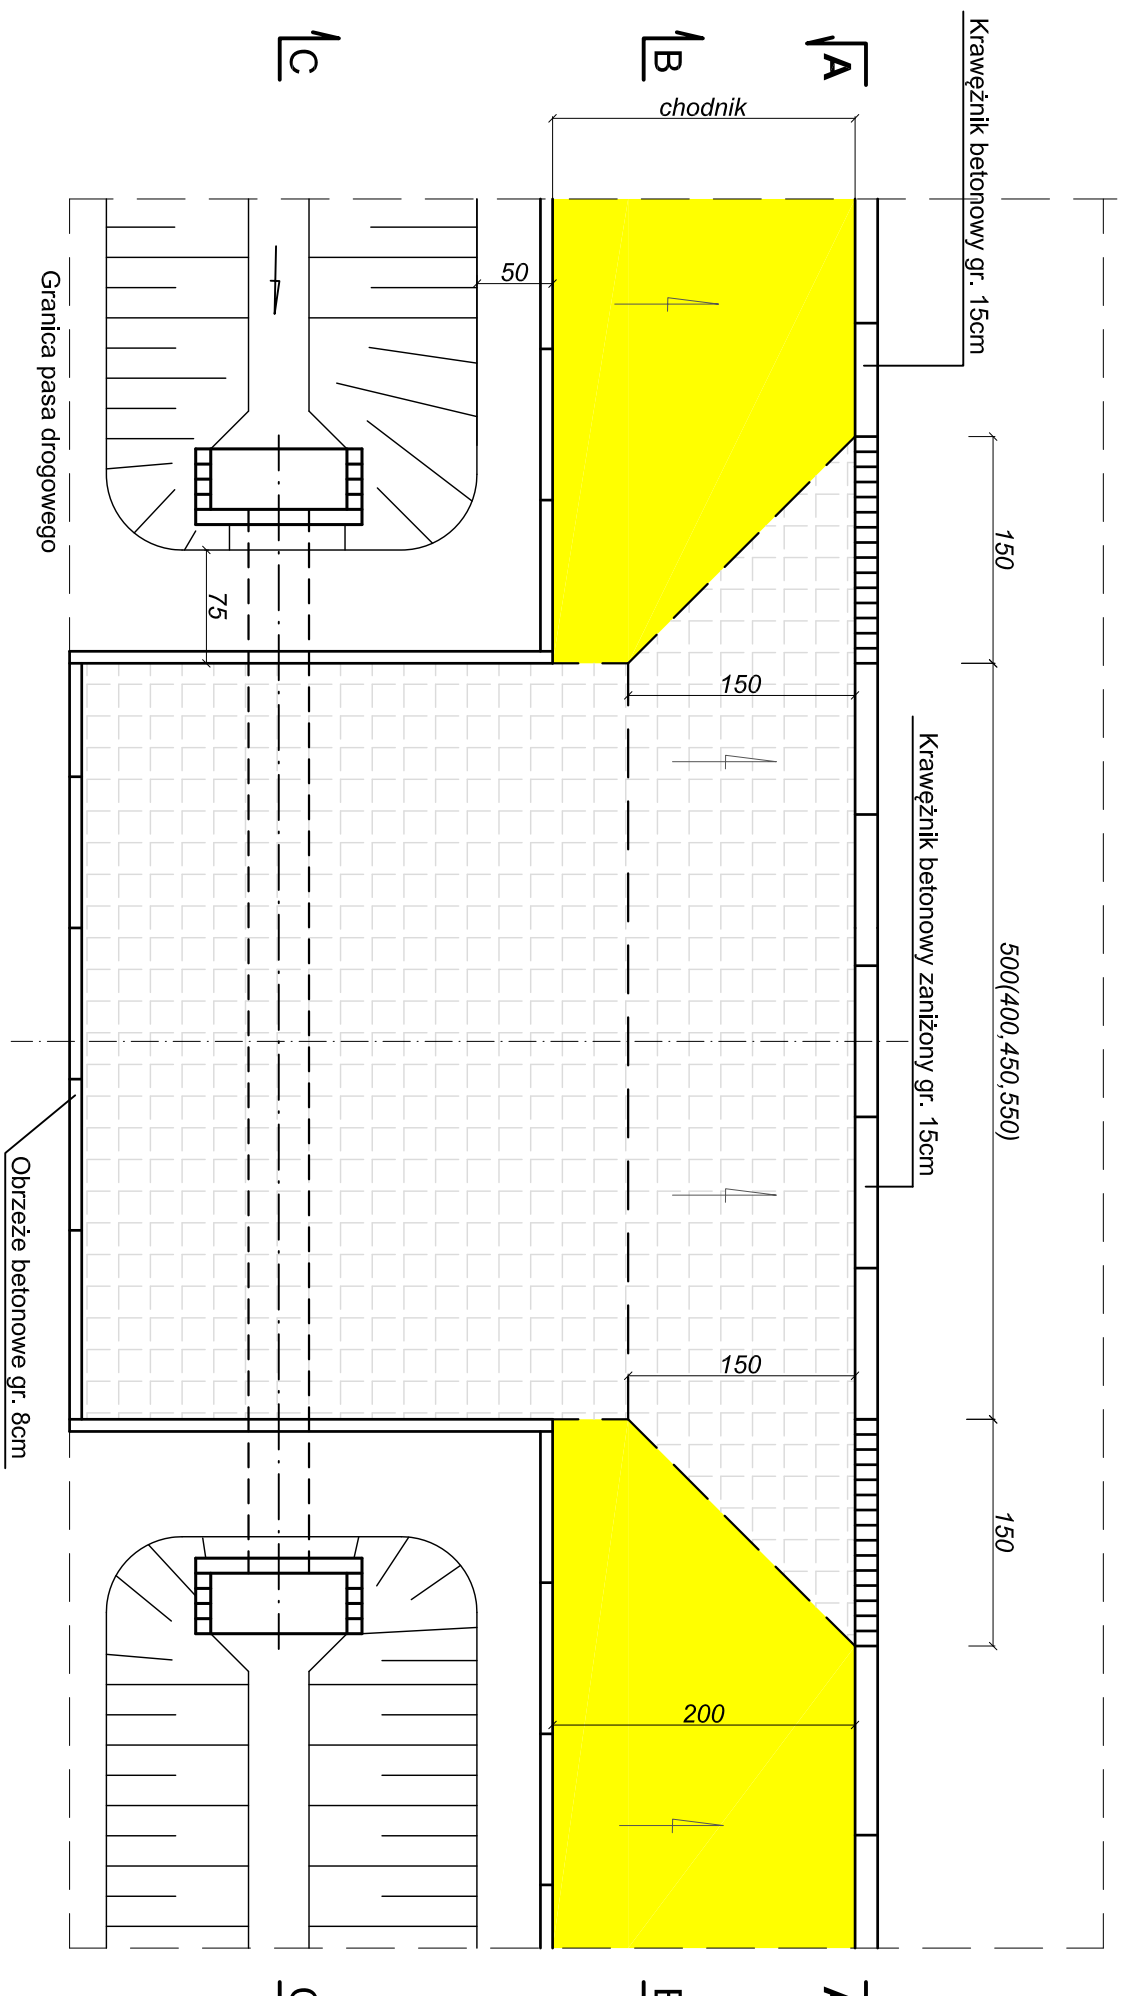 Krawężnik betonowy gr. 15cm
A
B
C
chodnik
50
150
500(400,450,550)
150
Krawężnik betonowy zaniżony gr. 15cm
150
150
75
200
Granica pasa drogowego
Obrzeże betonowe gr. 8cm